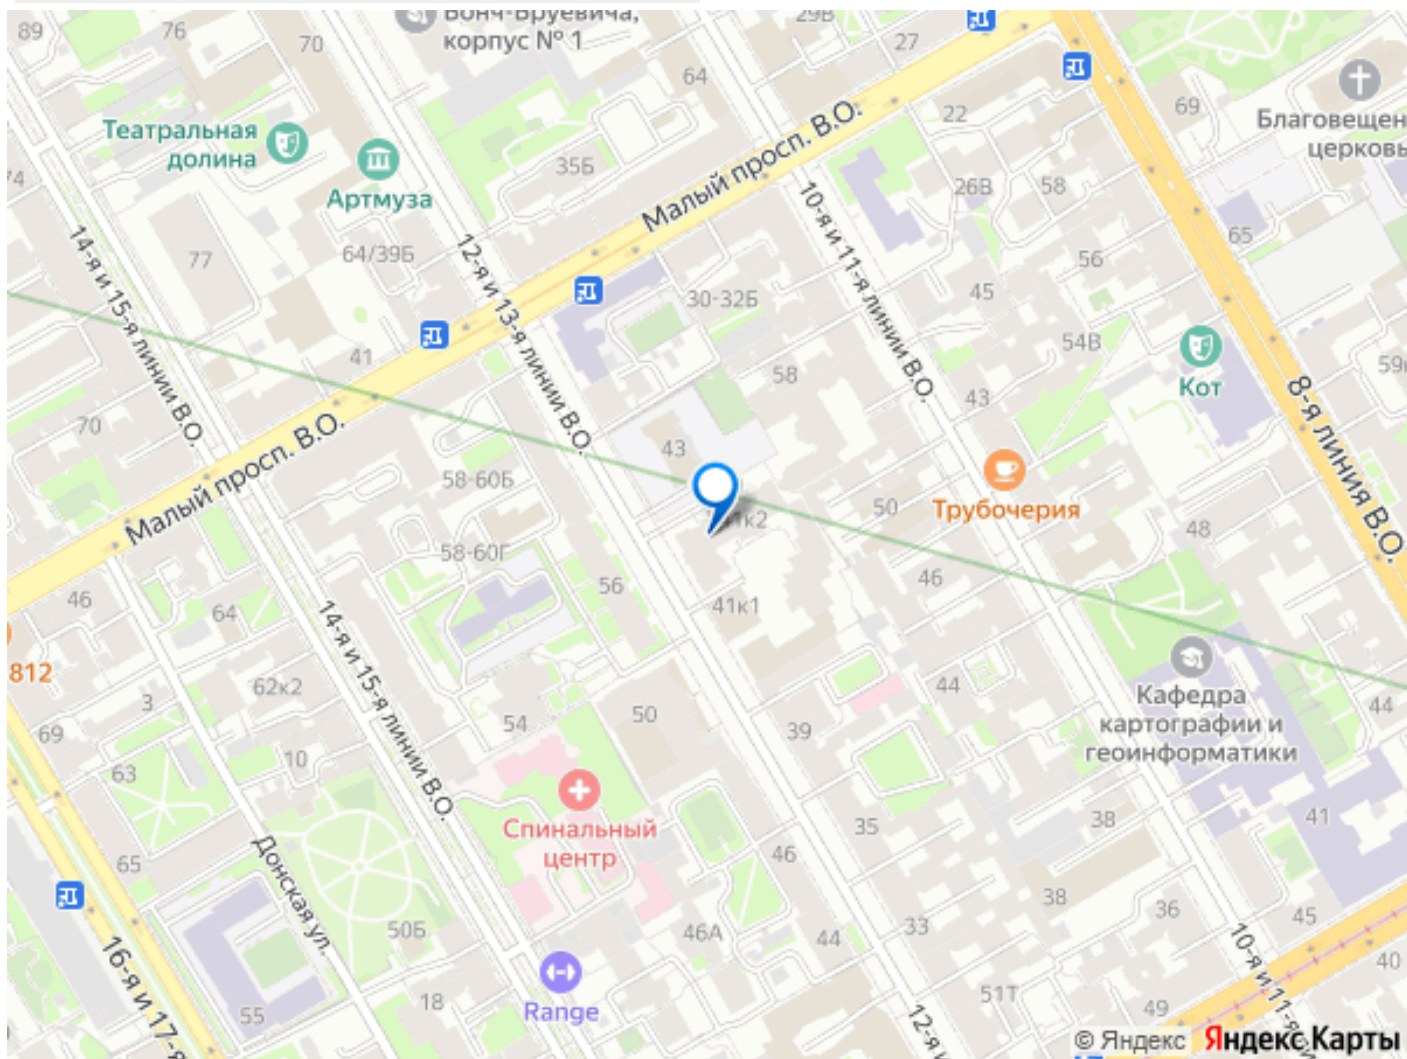 89
76
70
Бонч-Бруевича,
корпус № 1
29В
27
64
22
69
Благовещен
церковь
Театральная
долина
Артмуза
35Б
Малый просп. В.О.
26В
58
74
77
64/39Б
65
56
14-я и 15-я линии В.О.
12-я и 13-я линии В.О.
10-я и 11-я линии В.О.
30-32Б
45
54В
41
58
43
Кот
59
8-я линия В.О.
70
Малый просп. В.О.
58-60Б
43
Трубочерия
50
48
41к2
58-60Г
46
56
41к1
46
64
812
62к2
3
14-я и 15-я линии В.О.
Кафедра
картографии и
геоинформатики
44
44
69
54
50
39
10
63
Спинальный
центр
35
38
41
65
Донская ул.
46
38
36
45
50Б
46А
44
33
16-я и 17-я
Range
18
55
51Т
49
40
12-я и
10-я и 11-я
© Яндекс Яндекс Карты